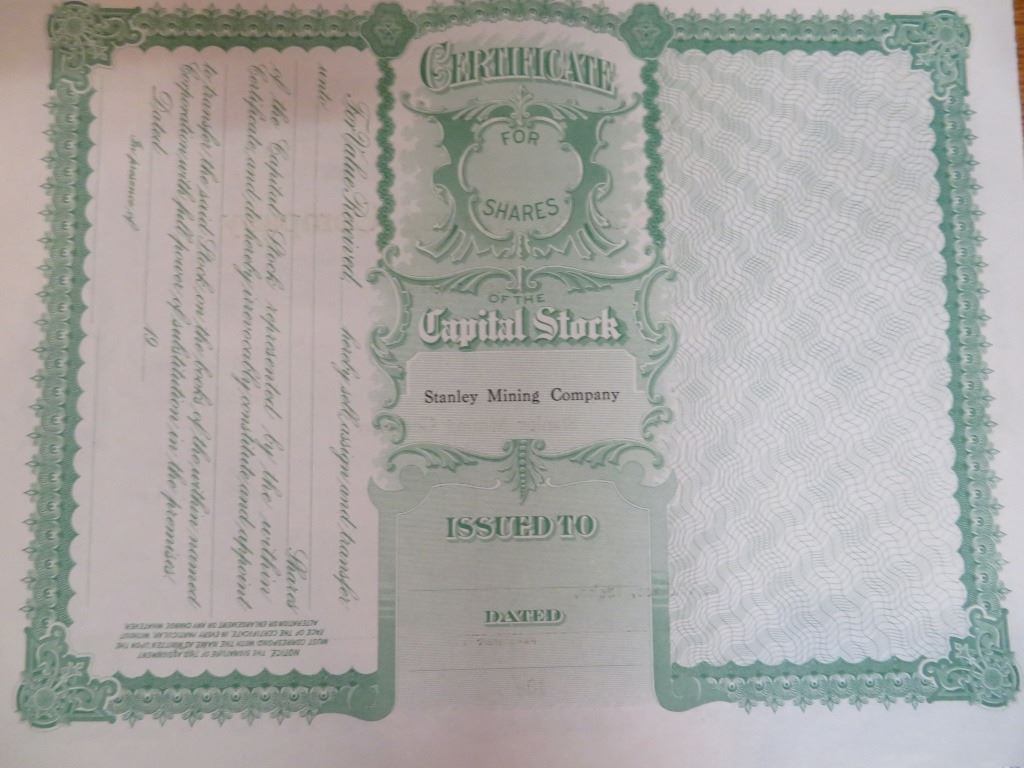 CERTIFICATE
FOR
SHARES
OF THE
Capital Stock
Stanley Mining Company
ISSUED TO
DATED
For Value Received hereby sell, assign and transfer
unto
Shares
of the Capital Stock represented by the within
Certificate, and do hereby irrevocably constitute and appoint
to transfer the said Stock on the books of the within named
Corporation with full power of substitution in the premises.
Dated 19
In presence of
NOTICE. THE SIGNATURE OF THIS ASSIGNMENT
MUST CORRESPOND WITH THE NAME AS WRITTEN UPON THE
FACE OF THE CERTIFICATE, IN EVERY PARTICULAR, WITHOUT
ALTERATION OR ENLARGEMENT OR ANY CHANGE WHATEVER.